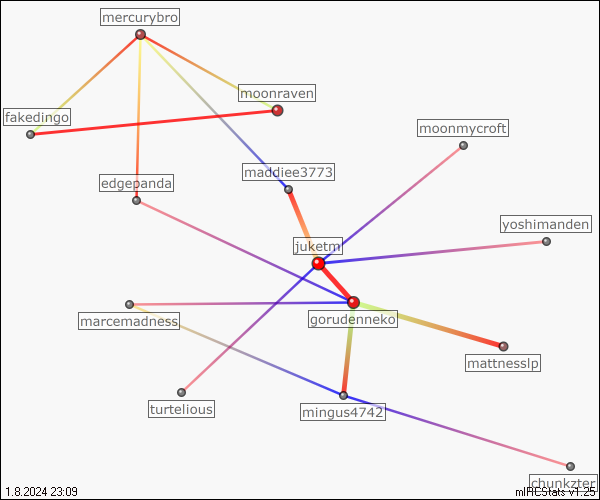 mercurybro
moonraven
fakedingo
moonmycroft
maddiee3773
edgepanda
yoshimanden
juketm
marcemadness
gorudenneko
mattnesslp
turtelious
mingus4742
chunkzter
1.8.2024 23:09
mIRCStats v1.25